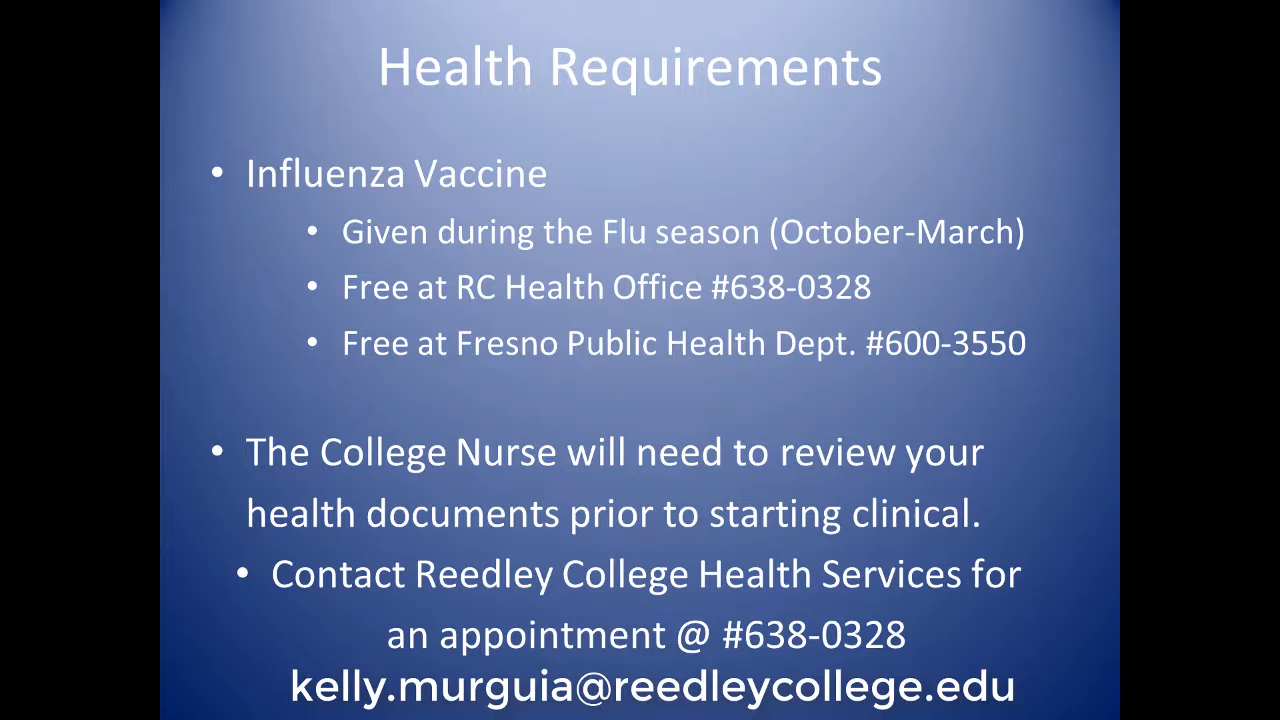 Health Requirements
• Influenza Vaccine
• Given during the Flu season (October-March)
• Free at RC Health Office #638-0328
• Free at Fresno Public Health Dept. #600-3550
• The College Nurse will need to review your
health documents prior to starting clinical.
• Contact Reedley College Health Services for
an appointment @ #638-0328
kelly.murguia@reedleycollege.edu